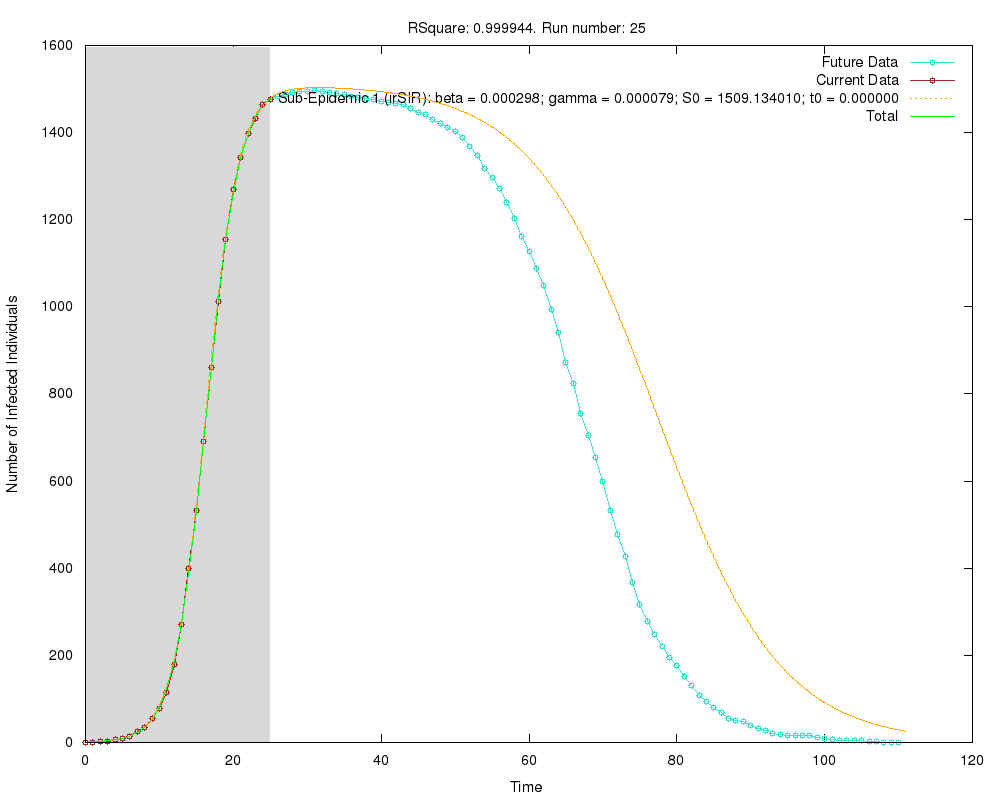 RSquare: 0.999944. Run number: 25
1600
1400
1200
1000
800
600
400
200
0
Number of Infected Individuals
Future Data
Current Data
Sub-Epidemic 1 (irSIR): beta = 0.000298; gamma = 0.000079; S0 = 1509.134010; t0 = 0.000000
Total
0 20 40 60 80 100 120
Time